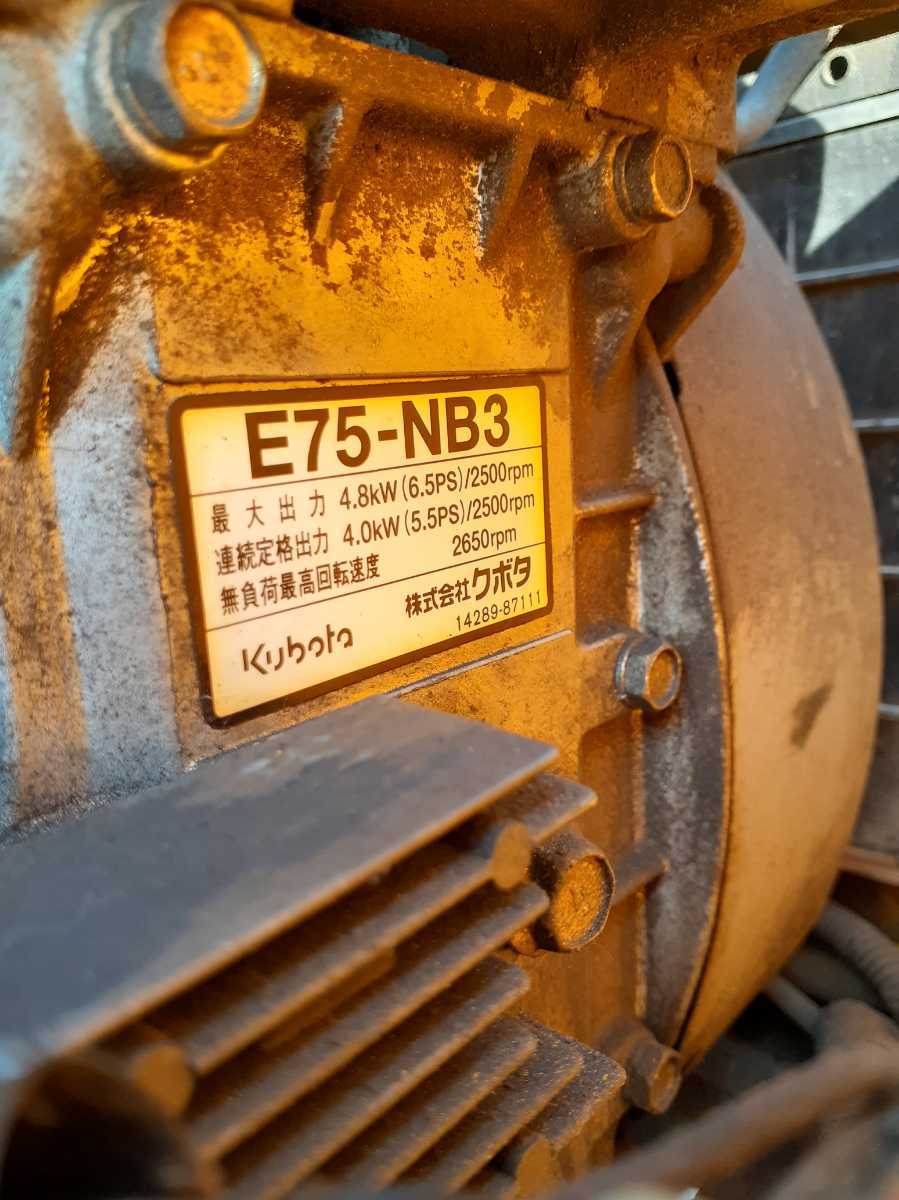 E75-NB3
最大出力 4.8kW(6.5PS)/2500rpm
連続定格出力 4.0kW(5.5PS)/2500rpm
無負荷最高回転速度 2650rpm
Kubota 株式会社クボタ
14289-87111